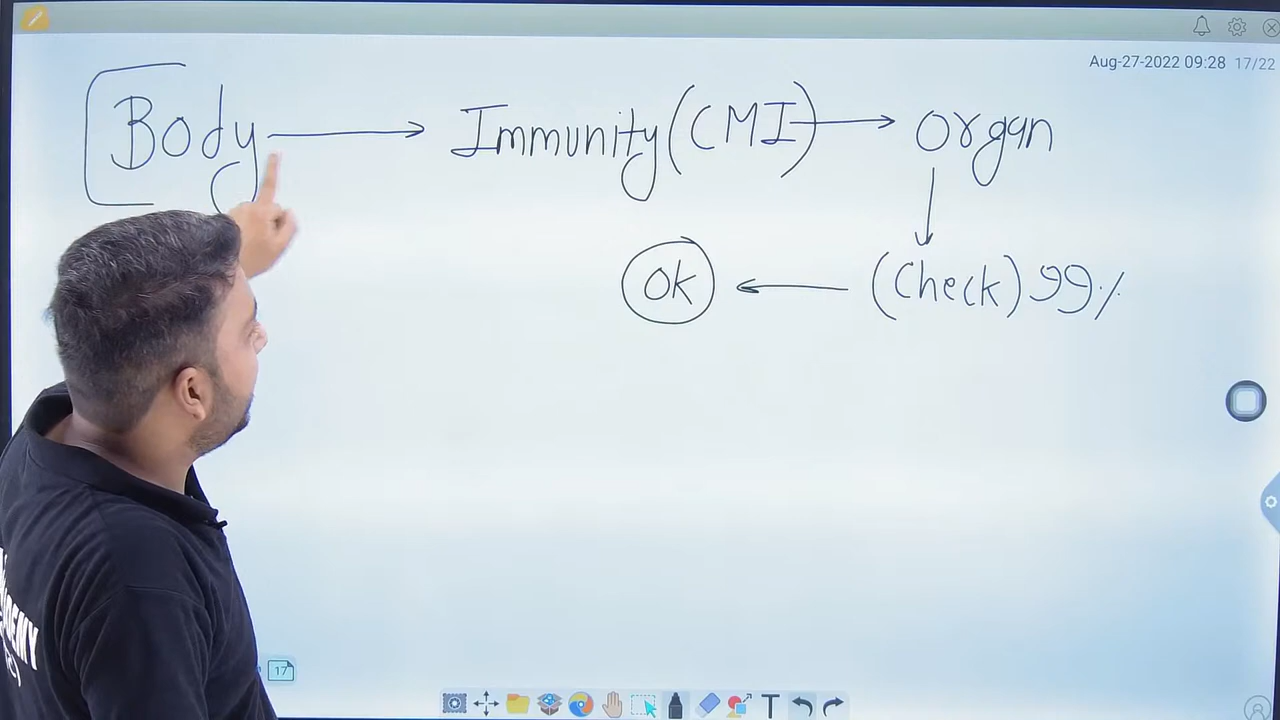 Aug-27-2022 09:28 17/22
Body → Immunity (CMI) → Organ
Ok ← (Check) 99%
17